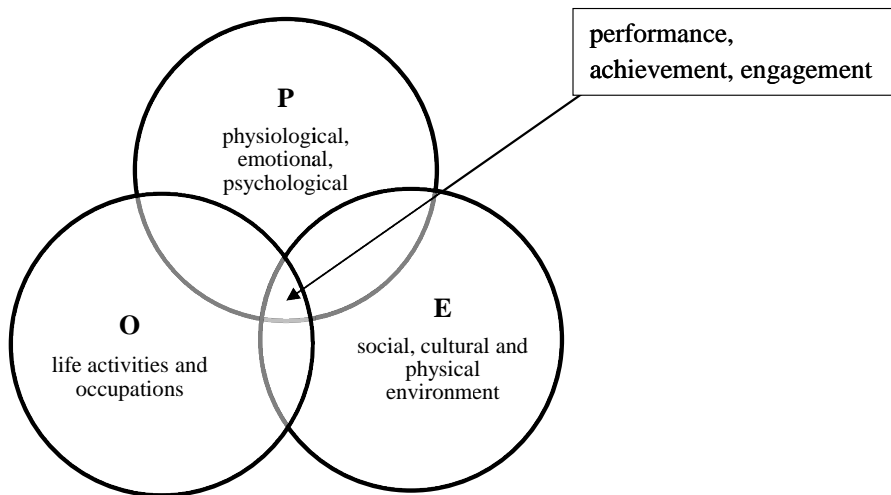 performance,
achievement, engagement
P
physiological,
emotional,
psychological
O
life activities and
occupations
E
social, cultural and
physical
environment